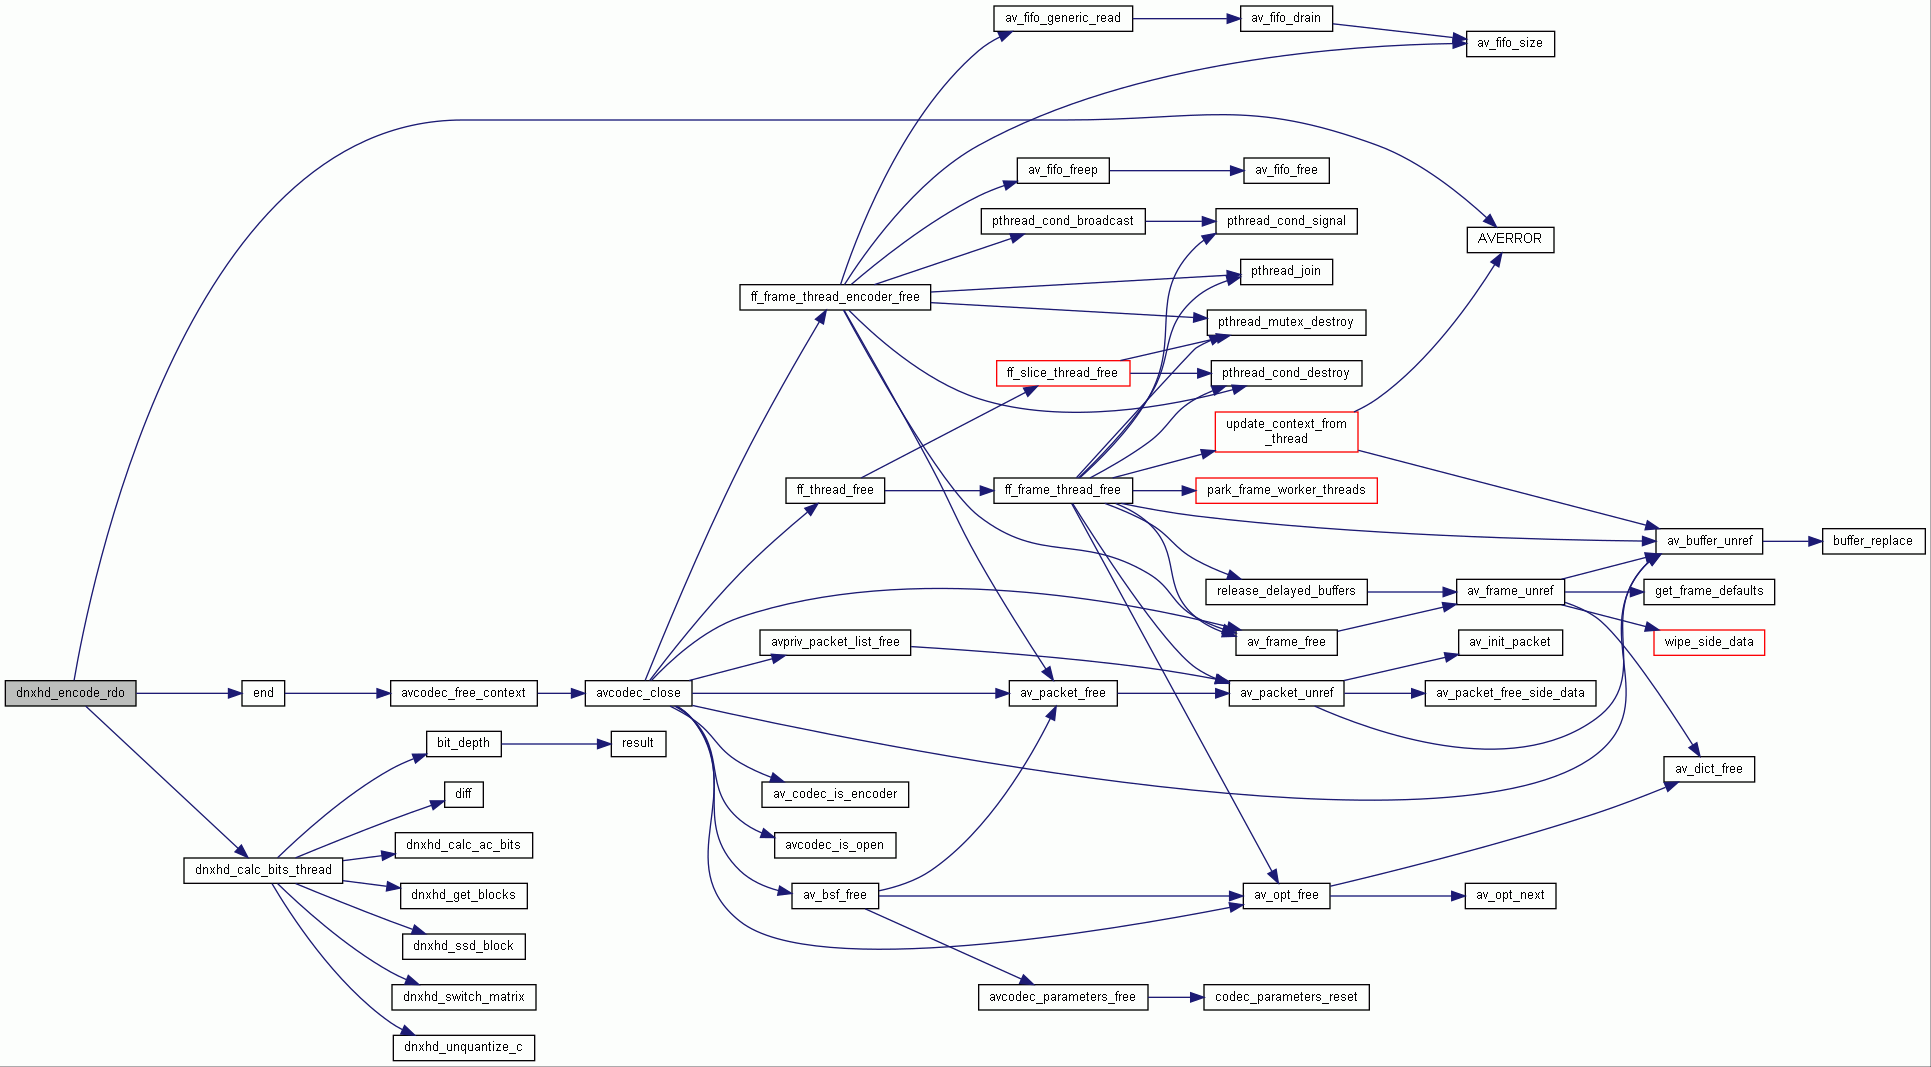 av_fifo_generic_read
av_fifo_drain
av_fifo_size
av_fifo_freep
av_fifo_free
pthread_cond_broadcast
pthread_cond_signal
AVERROR
pthread_join
ff_frame_thread_encoder_free
pthread_mutex_destroy
ff_slice_thread_free
pthread_cond_destroy
update_context_from
_thread
ff_thread_free
ff_frame_thread_free
park_frame_worker_threads
av_buffer_unref
buffer_replace
release_delayed_buffers
av_frame_unref
get_frame_defaults
avpriv_packet_list_free
av_frame_free
av_init_packet
wipe_side_data
dnxhd_encode_rdo
end
avcodec_free_context
avcodec_close
av_packet_free
av_packet_unref
av_packet_free_side_data
bit_depth
result
av_dict_free
diff
av_codec_is_encoder
dnxhd_calc_ac_bits
avcodec_is_open
dnxhd_calc_bits_thread
dnxhd_get_blocks
av_bsf_free
av_opt_free
av_opt_next
dnxhd_ssd_block
dnxhd_switch_matrix
avcodec_parameters_free
codec_parameters_reset
dnxhd_unquantize_c